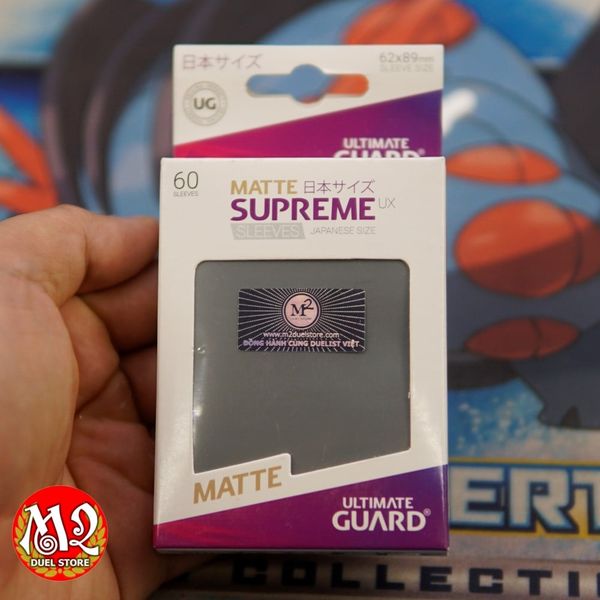 日本サイズ
62x89mm
SLEEVE SIZE
UG
ULTIMATE
GUARD
60
SLEEVES
MATTE 日本サイズ
SUPREME UX
SLEEVES JAPANESE SIZE
M2
www.m2duelstore.com
ĐỒNG HÀNH CÙNG DUELIST VIỆT
MATTE
ULTIMATE
GUARD®
M2
DUEL STORE
ERT
COLLECTION